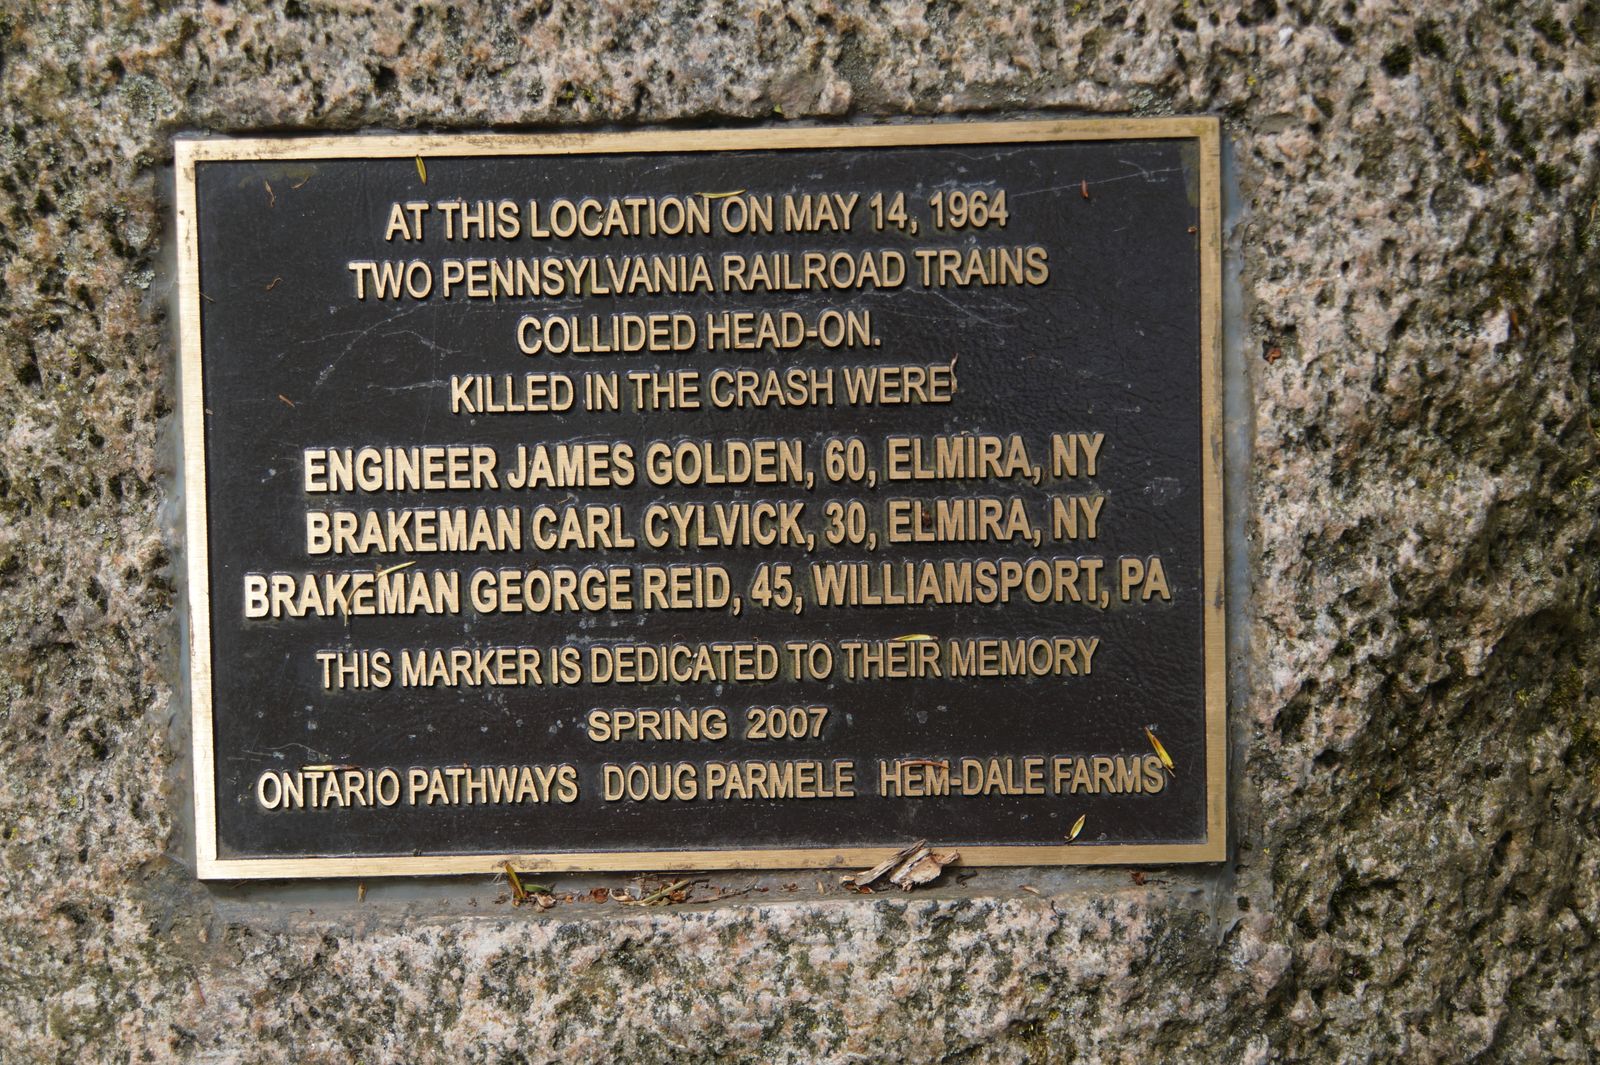 AT THIS LOCATION ON MAY 14, 1964
TWO PENNSYLVANIA RAILROAD TRAINS
COLLIDED HEAD-ON.
KILLED IN THE CRASH WERE
ENGINEER JAMES GOLDEN, 60, ELMIRA, NY
BRAKEMAN CARL CYLVICK, 30, ELMIRA, NY
BRAKEMAN GEORGE REID, 45, WILLIAMSPORT, PA
THIS MARKER IS DEDICATED TO THEIR MEMORY
SPRING 2007
ONTARIO PATHWAYS DOUG PARMELE HEM-DALE FARMS